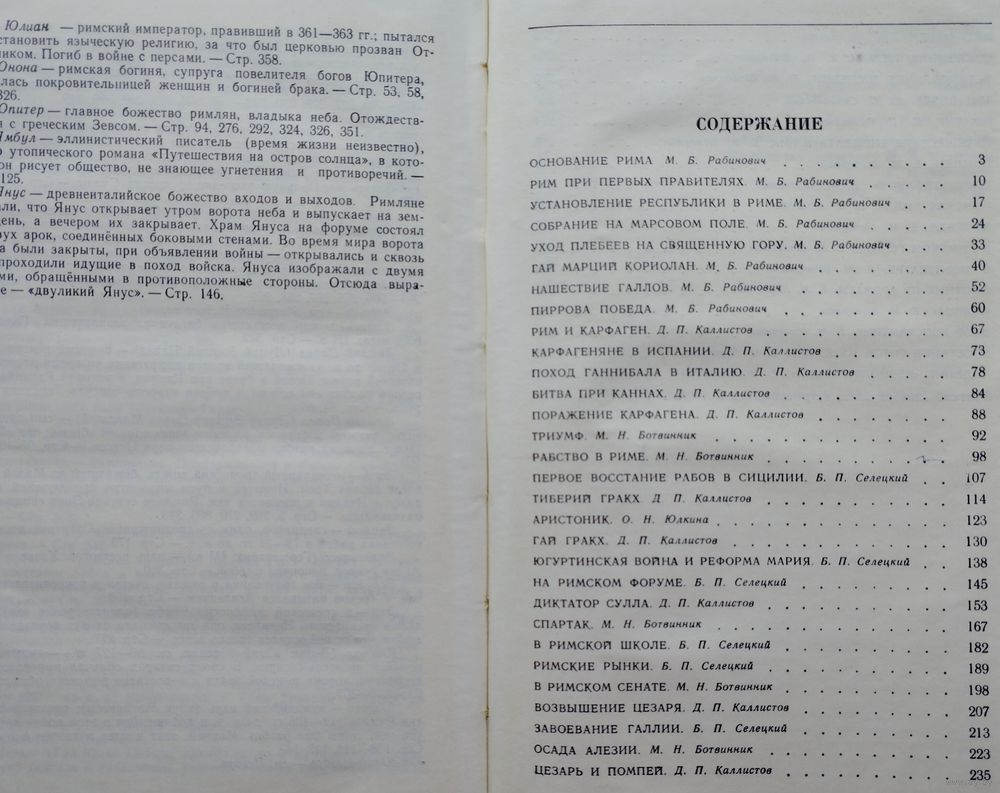 Юлиан — римский император, правивший в 361—363 гг.; пытался
становить языческую религию, за что был церковью прозван От-
ником. Погиб в войне с персами. — Стр. 358.
Юнона — римская богиня, супруга повелителя богов Юпитера,
лась покровительницей женщин и богиней брака. — Стр. 53, 58,
326.
Юпитер — главное божество римлян, владыка неба. Отождеств-
я с греческим Зевсом. — Стр. 94, 276, 292, 324, 326, 351.
Ямбул — эллинистический писатель (время жизни неизвестно),
р утопического романа «Путешествия на остров солнца», в кото-
он рисует общество, не знающее угнетения и противоречий. —
125.
Янус — древнеиталийское божество входов и выходов. Римляне
али, что Янус открывает утром ворота неба и выпускает на зем-
день, а вечером их закрывает. Храм Януса на форуме состоял
вух арок, соединённых боковыми стенами. Во время мира ворота
а были закрыты, при объявлении войны — открывались и сквозь
проходили идущие в поход войска. Януса изображали с двумя
ми, обращёнными в противоположные стороны. Отсюда выра-
е — «двуликий Янус». — Стр. 146.
СОДЕРЖАНИЕ
ОСНОВАНИЕ РИМА М. Б. Рабинович . . . . . . . . . . 3
РИМ ПРИ ПЕРВЫХ ПРАВИТЕЛЯХ. М. Б. Рабинович . . . . . 10
УСТАНОВЛЕНИЕ РЕСПУБЛИКИ В РИМЕ. М. Б. Рабинович . . . 17
СОБРАНИЕ НА МАРСОВОМ ПОЛЕ. М. Б. Рабинович . . . . . 24
УХОД ПЛЕБЕЕВ НА СВЯЩЕННУЮ ГОРУ. М. Б. Рабинович . . . 33
ГАЙ МАРЦИЙ КОРИОЛАН. М. Б. Рабинович . . . . . . . . 40
НАШЕСТВИЕ ГАЛЛОВ. М. Б. Рабинович . . . . . . . . . 52
ПИРРОВА ПОБЕДА. М. Б. Рабинович . . . . . . . . . . 60
РИМ И КАРФАГЕН. Д. П. Каллистов . . . . . . . . . . . 67
КАРФАГЕНЯНЕ В ИСПАНИИ. Д. П. Каллистов . . . . . . . 73
ПОХОД ГАННИБАЛА В ИТАЛИЮ. Д. П. Каллистов . . . . . 78
БИТВА ПРИ КАННАХ. Д. П. Каллистов . . . . . . . . . . 84
ПОРАЖЕНИЕ КАРФАГЕНА. Д. П. Каллистов . . . . . . . . 88
ТРИУМФ. М. Н. Ботвинник . . . . . . . . . . . . . . 92
РАБСТВО В РИМЕ. М. Н. Ботвинник . . . . . . . . . . . 98
ПЕРВОЕ ВОССТАНИЕ РАБОВ В СИЦИЛИИ. Б. П. Селецкий . . 107
ТИБЕРИЙ ГРАКХ. Д П. Каллистов . . . . . . . . . . . 114
АРИСТОНИК. О. Н. Юлкина . . . . . . . . . . . . . . 123
ГАЙ ГРАКХ. Д. П. Каллистов . . . . . . . . . . . . . 130
ЮГУРТИНСКАЯ ВОЙНА И РЕФОРМА МАРИЯ. Б. П. Селецкий . . 138
НА РИМСКОМ ФОРУМЕ. Б. П. Селецкий . . . . . . . . . 145
ДИКТАТОР СУЛЛА. Д. П. Каллистов . . . . . . . . . . . 153
СПАРТАК. М. Н. Ботвинник . . . . . . . . . . . . . . 167
В РИМСКОЙ ШКОЛЕ. Б. П. Селецкий . . . . . . . . . . 182
РИМСКИЕ РЫНКИ. Б. П. Селецкий . . . . . . . . . . . 189
В РИМСКОМ СЕНАТЕ. М. Н. Ботвинник . . . . . . . . . . 198
ВОЗВЫШЕНИЕ ЦЕЗАРЯ. Д. П. Каллистов . . . . . . . . . 207
ЗАВОЕВАНИЕ ГАЛЛИИ. Б. П. Селецкий . . . . . . . . . 213
ОСАДА АЛЕЗИИ. М. Н. Ботвинник . . . . . . . . . . . 223
ЦЕЗАРЬ И ПОМПЕЙ. Д. П. Каллистов . . . . . . . . . . 235